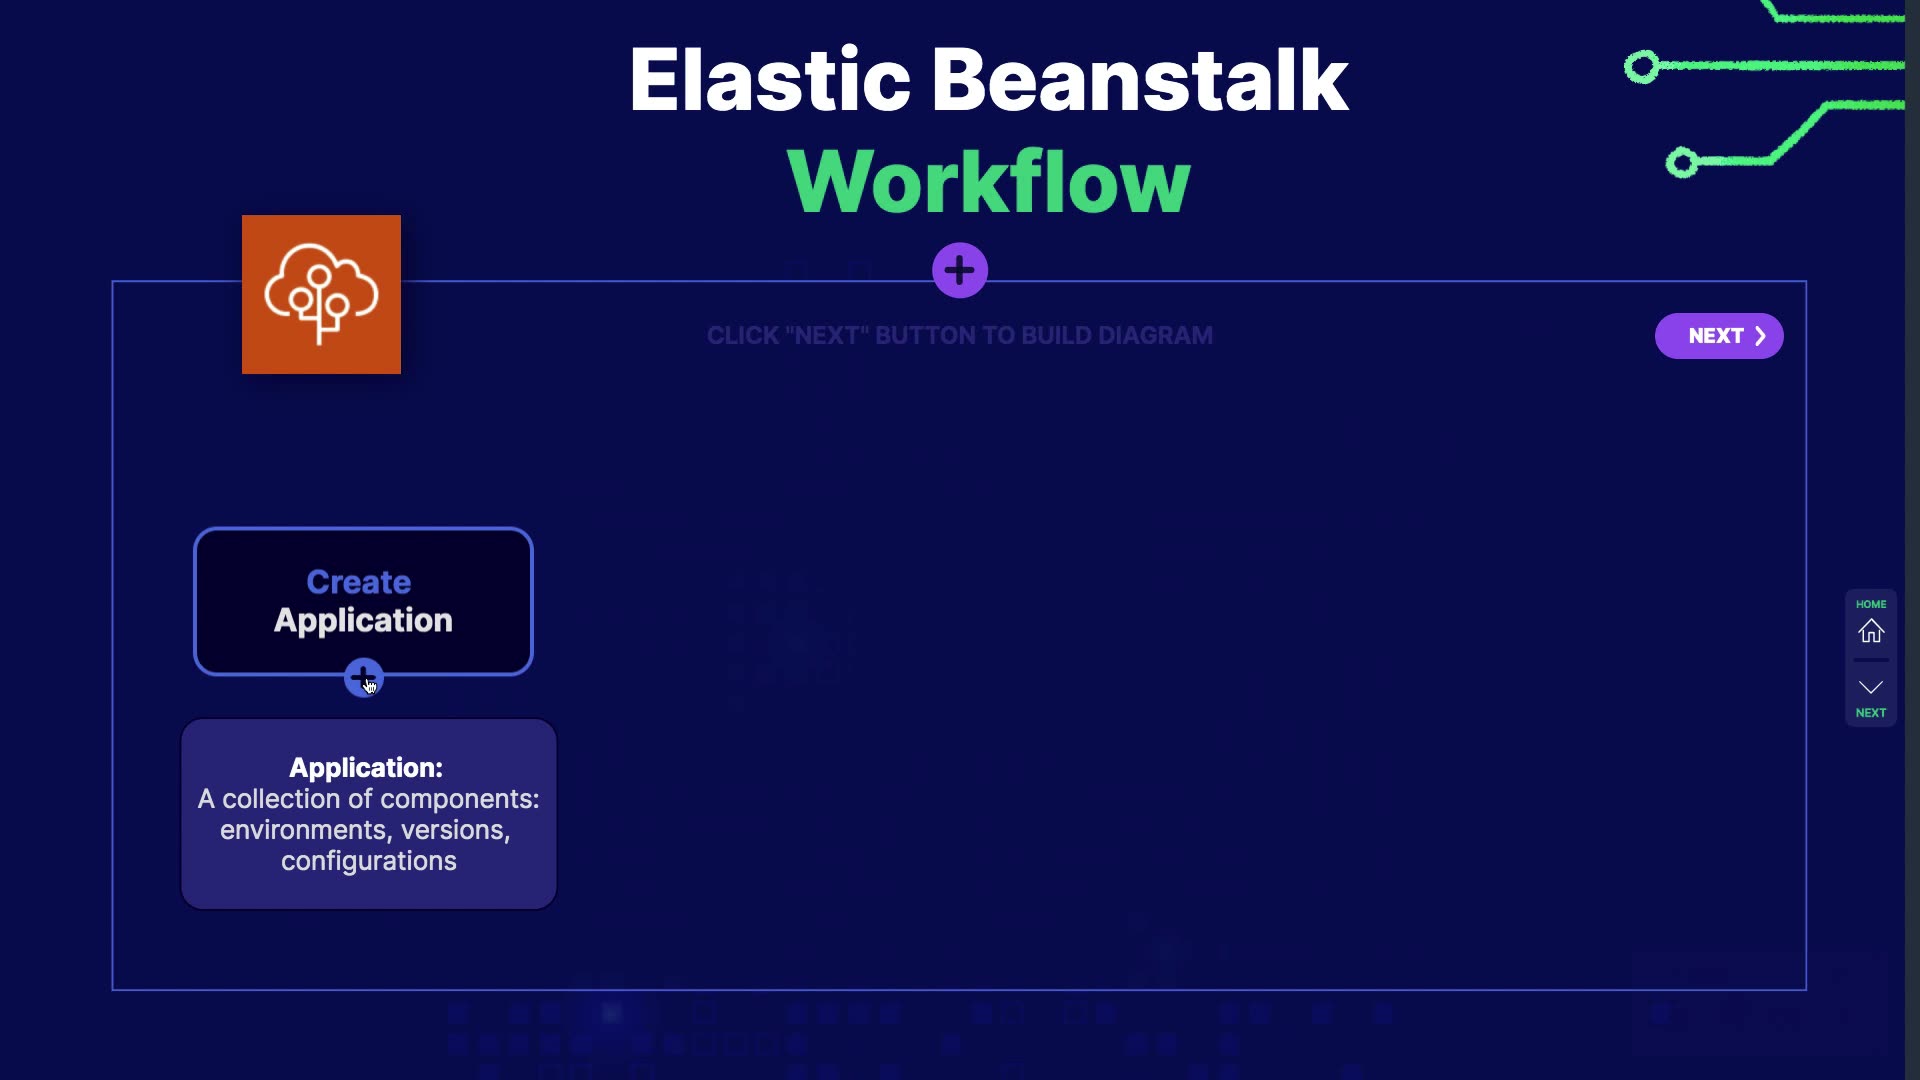 Elastic Beanstalk
Workflow
CLICK "NEXT" BUTTON TO BUILD DIAGRAM
NEXT
Create
Application
Application:
A collection of components:
environments, versions,
configurations
HOME
NEXT